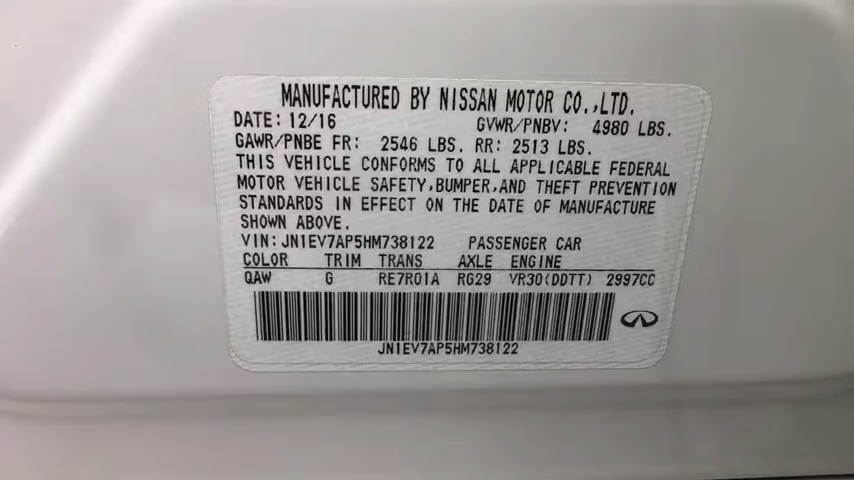 MANUFACTURED BY NISSAN MOTOR CO.,LTD.
DATE: 12/16 GVWR/PNBV: 4980 LBS.
GAWR/PNBE FR: 2546 LBS. RR: 2513 LBS.
THIS VEHICLE CONFORMS TO ALL APPLICABLE FEDERAL
MOTOR VEHICLE SAFETY,BUMPER,AND THEFT PREVENTION
STANDARDS IN EFFECT ON THE DATE OF MANUFACTURE
SHOWN ABOVE.
VIN: JN1EV7AP5HM738122 PASSENGER CAR
COLOR TRIM TRANS AXLE ENGINE
QAW G RE7R01A RG29 VR30(DDTT) 2997CC
JN1EV7AP5HM738122